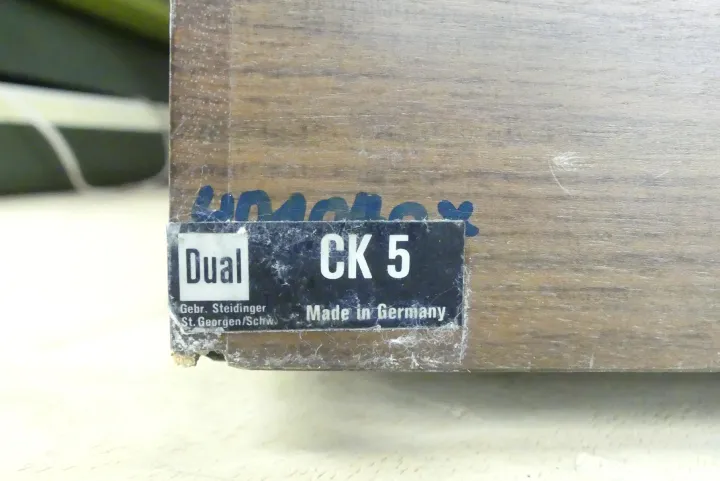 Dual
CK 5
Gebr. Steidinger
St.Georgen/Schw.
Made in Germany